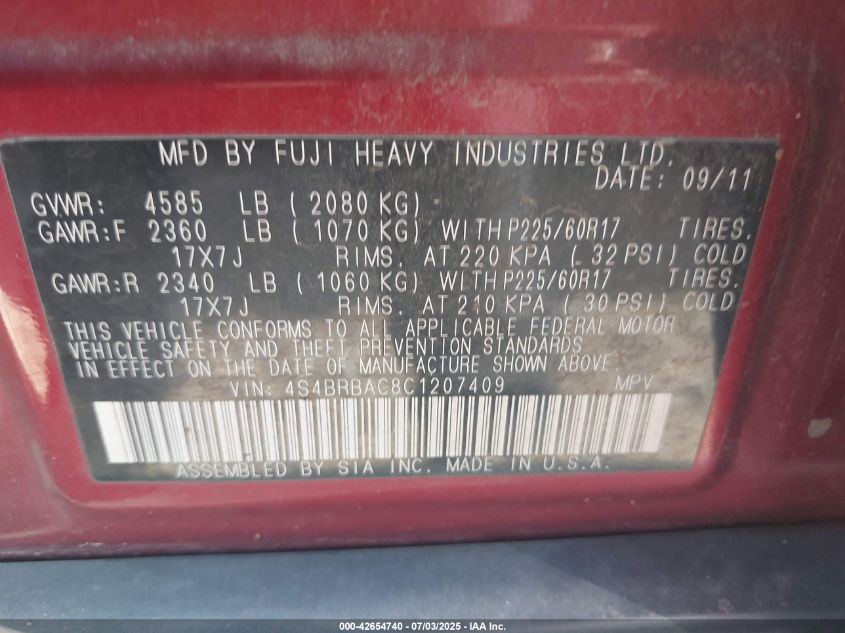 MFD BY FUJI HEAVY INDUSTRIES LTD.
DATE: 09/11
GVWR: 4585 LB ( 2080 KG)
GAWR:F 2360 LB ( 1070 KG) WITH P225/60R17 TIRES.
17X7J RIMS. AT 220 KPA ( 32 PSI) COLD
GAWR:R 2340 LB ( 1060 KG) WITH P225/60R17 TIRES.
17X7J RIMS. AT 210 KPA ( 30 PSI) COLD
THIS VEHICLE CONFORMS TO ALL APPLICABLE FEDERAL MOTOR
VEHICLE SAFETY AND THEFT PREVENTION STANDARDS
IN EFFECT ON THE DATE OF MANUFACTURE SHOWN ABOVE.
VIN: 4S4BRBAC8C1207409 MPV
ASSEMBLED BY SIA INC. MADE IN U.S.A.
000-42654740 - 07/03/2025 - IAA Inc.